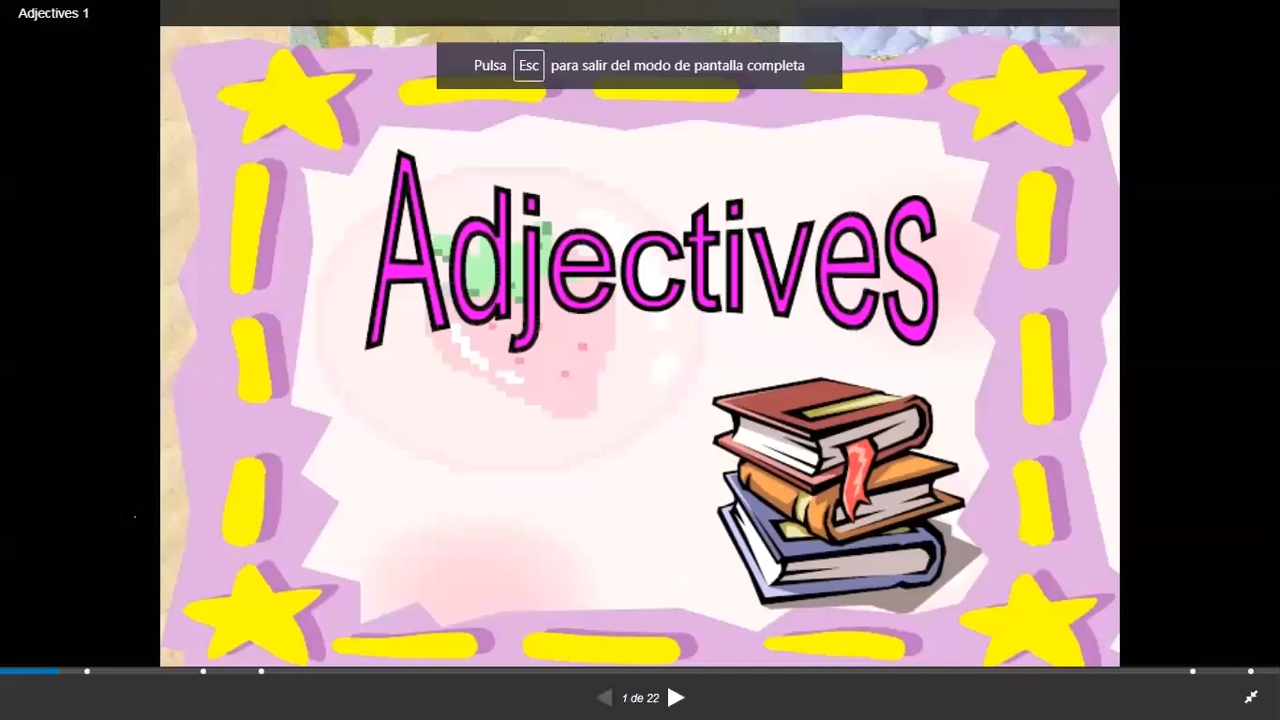 Adjectives 1
Pulsa Esc para salir del modo de pantalla completa
Adjectives
1 de 22